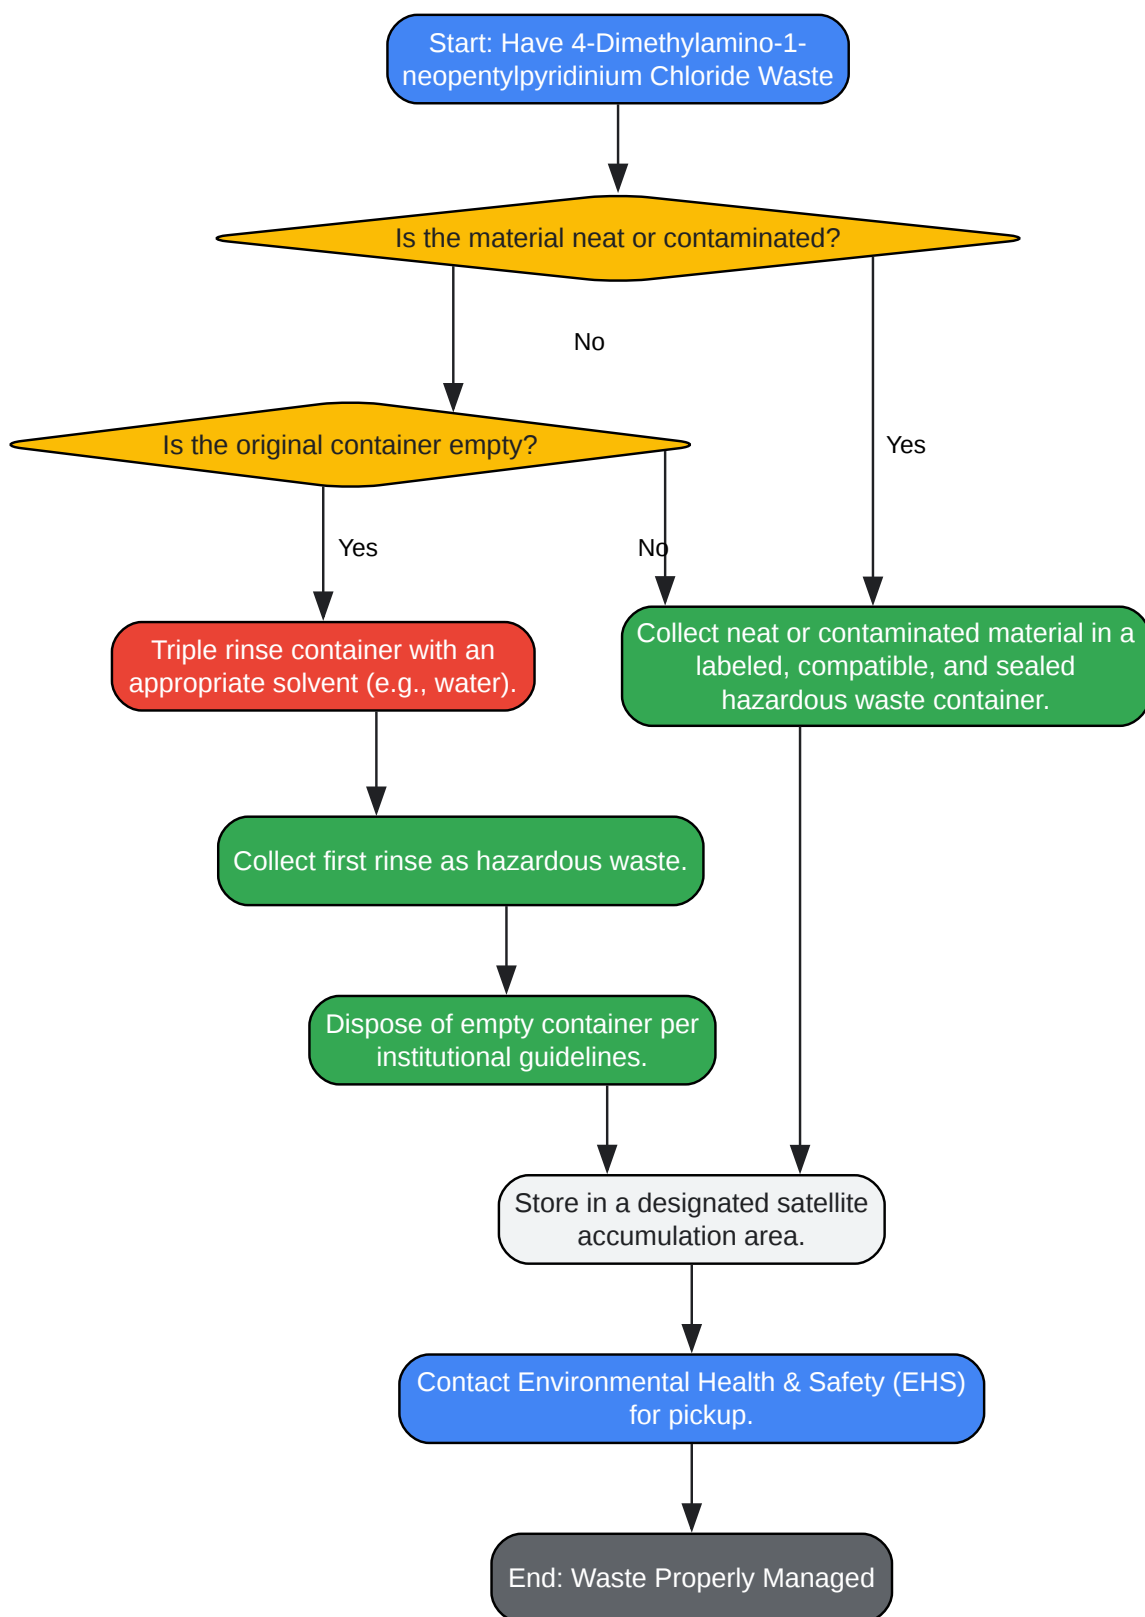 Start: Have 4-Dimethylamino-1-
neopentylpyridinium Chloride Waste
Is the material neat or contaminated?
No
Is the original container empty?
Yes
Yes
No
Triple rinse container with an
appropriate solvent (e.g., water).
Collect neat or contaminated material in a
labeled, compatible, and sealed
hazardous waste container.
Collect first rinse as hazardous waste.
Dispose of empty container per
institutional guidelines.
Store in a designated satellite
accumulation area.
Contact Environmental Health & Safety (EHS)
for pickup.
End: Waste Properly Managed